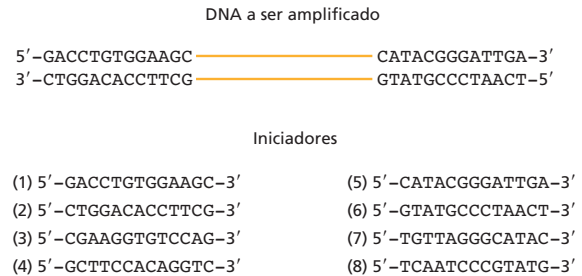 DNA a ser amplificado
5′–GACCTGTGGAAGC CATACGGGATTGA–3′
3′–CTGGACACCTTCG GTATGCCCTAACT–5′
Iniciadores
(1) 5′–GACCTGTGGAAGC–3′ (5) 5′–CATACGGGATTGA–3′
(2) 5′–CTGGACACCTTCG–3′ (6) 5′–GTATGCCCTAACT–3′
(3) 5′–CGAAGGTGTCCAG–3′ (7) 5′–TGTTAGGGCATAC–3′
(4) 5′–GCTTCCACAGGTC–3′ (8) 5′–TCAATCCCGTATG–3′